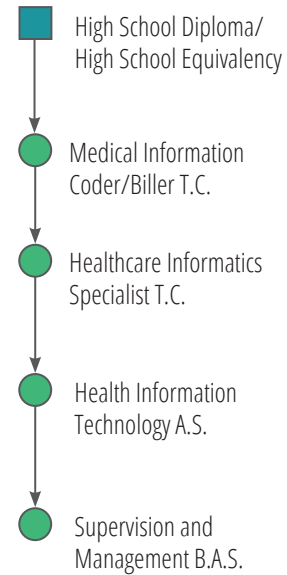 High School Diploma/
High School Equivalency
Medical Information
Coder/Biller T.C.
Healthcare Informatics
Specialist T.C.
Health Information
Technology A.S.
Supervision and
Management B.A.S.